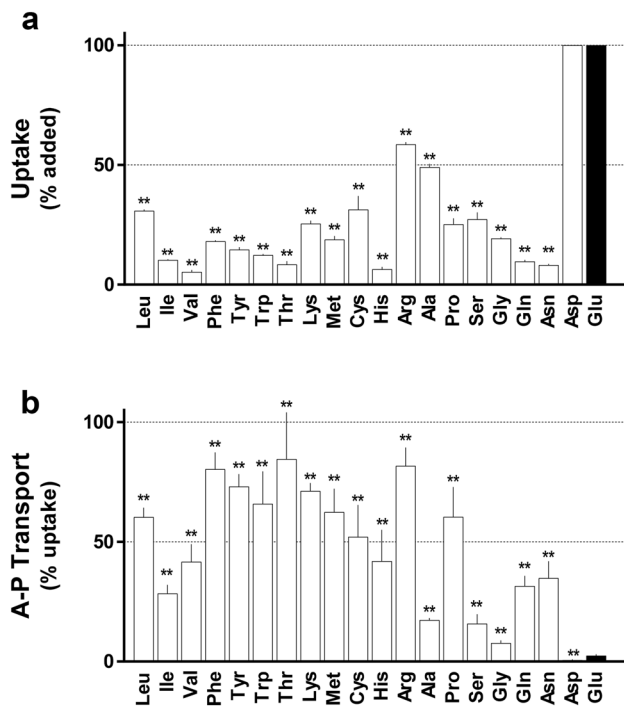 a
100
50
0
Uptake
(% added)
** ** ** ** ** ** ** ** ** ** ** ** ** ** ** ** ** **
Leu Ile Val Phe Tyr Trp Thr Lys Met Cys His Arg Ala Pro Ser Gly Gln Asn Asp Glu
b
100
50
0
A-P Transport
(% uptake)
** ** ** ** ** ** ** ** ** ** ** ** ** ** ** ** ** ** **
Leu Ile Val Phe Tyr Trp Thr Lys Met Cys His Arg Ala Pro Ser Gly Gln Asn Asp Glu